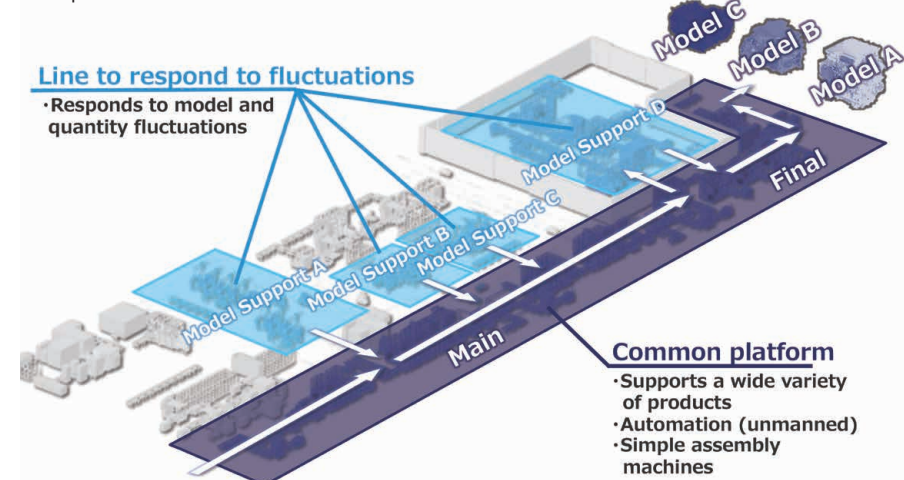 Model C
Model B
Model A
Line to respond to fluctuations
・Responds to model and
quantity fluctuations
Model Support D
Final
Model Support C
Model Support B
Model Support A
Main
Common platform
・Supports a wide variety
of products
・Automation (unmanned)
・Simple assembly
machines